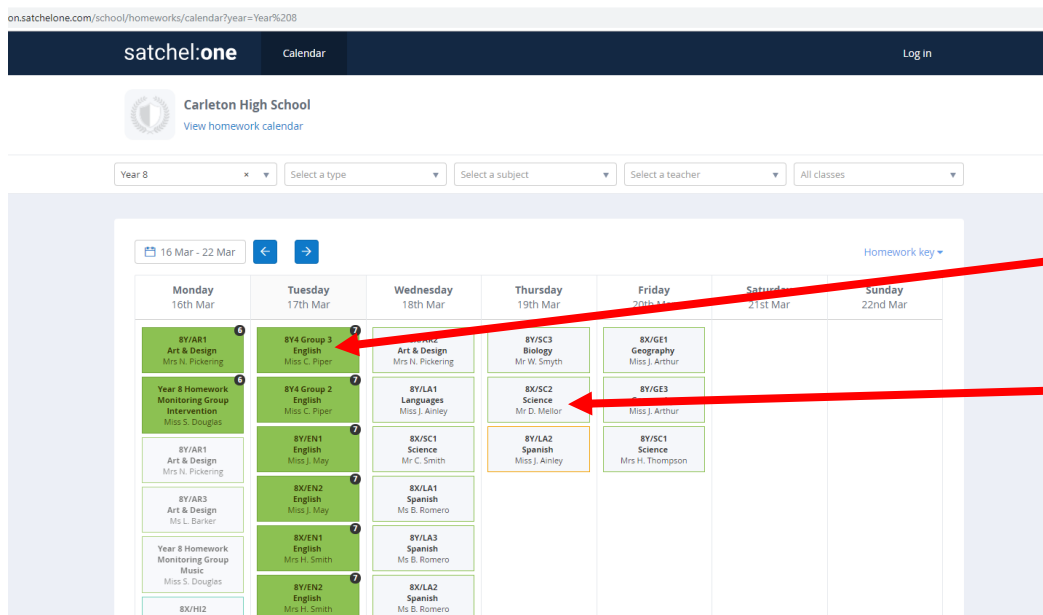 on.satchelone.com/school/homeworks/calendar?year=Year%208
satchel:one
Calendar
Log in
Carleton High School
View homework calendar
Year 8 × ▼
Select a type ▼
Select a subject ▼
Select a teacher ▼
All classes ▼
16 Mar - 22 Mar
← →
Homework key
Monday
16th Mar
Tuesday
17th Mar
Wednesday
18th Mar
Thursday
19th Mar
Friday
20th Mar
Saturday
21st Mar
Sunday
22nd Mar
6
8Y/AR1
Art & Design
Mrs N. Pickering
6
Year 8 Homework
Monitoring Group
Intervention
Miss S. Douglas
8Y/AR1
Art & Design
Mrs N. Pickering
8Y/AR3
Art & Design
Ms L. Barker
Year 8 Homework
Monitoring Group
Music
Miss S. Douglas
8X/HI2
7
8Y4 Group 3
English
Miss C. Piper
7
8Y4 Group 2
English
Miss C. Piper
7
8Y/EN1
English
Miss J. May
7
8X/EN2
English
Miss J. May
7
8X/EN1
English
Mrs H. Smith
7
8Y/EN2
English
Mrs H. Smith
Art & Design
Mrs N. Pickering
8Y/LA1
Languages
Miss J. Ainley
8X/SC1
Science
Mr C. Smith
8X/LA1
Spanish
Ms B. Romero
8Y/LA3
Spanish
Ms B. Romero
8X/LA2
Spanish
Ms B. Romero
8Y/SC3
Biology
Mr W. Smyth
8X/SC2
Science
Mr D. Mellor
8Y/LA2
Spanish
Miss J. Ainley
8X/GE1
Geography
Miss J. Arthur
8Y/GE3
Miss J. Arthur
8Y/SC1
Science
Mrs H. Thompson